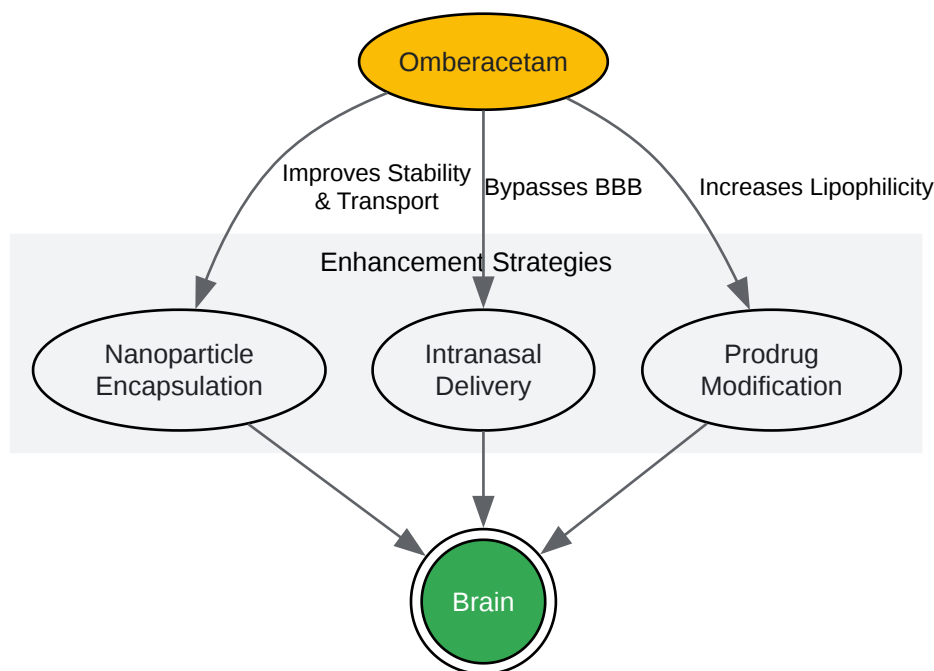 Omberacetam
Improves Stability
& Transport
Bypasses BBB
Increases Lipophilicity
Enhancement Strategies
Nanoparticle
Encapsulation
Intranasal
Delivery
Prodrug
Modification
Brain